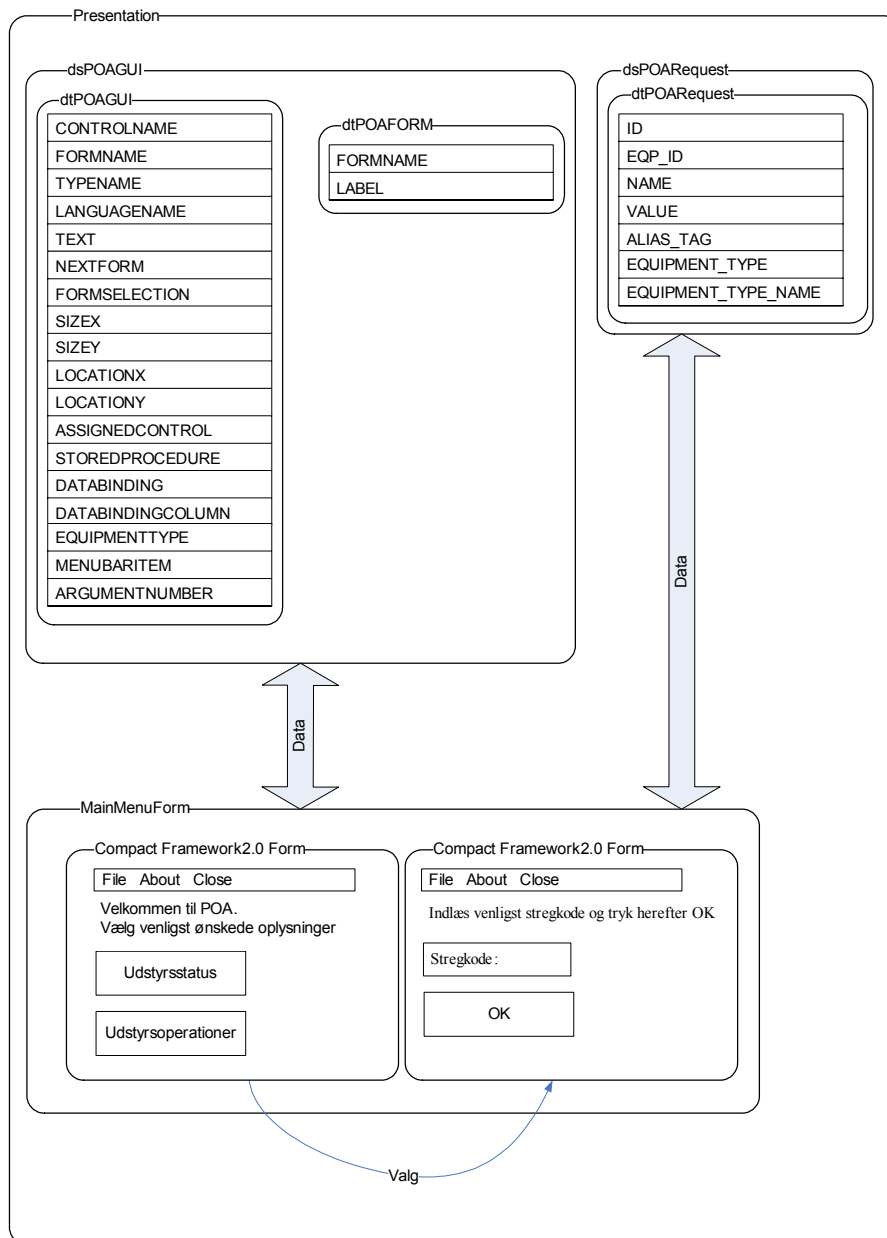 Presentation
dsPOAGUI
dtPOAGUI
CONTROLNAME
FORMNAME
TYPENAME
LANGUAGENAME
TEXT
NEXTFORM
FORMSELECTION
SIZEX
SIZEY
LOCATIONX
LOCATIONY
ASSIGNEDCONTROL
STOREDPROCEDURE
DATABINDING
DATABINDINGCOLUMN
EQUIPMENTTYPE
MENUBARITEM
ARGUMENTNUMBER
dtPOAFORM
FORMNAME
LABEL
dsPOARequest
dtPOARequest
ID
EQP_ID
NAME
VALUE
ALIAS_TAG
EQUIPMENT_TYPE
EQUIPMENT_TYPE_NAME
Data
Data
MainMenuForm
Compact Framework2.0 Form
File About Close
Velkommen til POA.
Vælg venligst ønskede oplysninger
Udstyrsstatus
Udstyrsoperationer
Compact Framework2.0 Form
File About Close
Indlæs venligst stregkode og tryk herefter OK
Stregkode:
OK
Valg